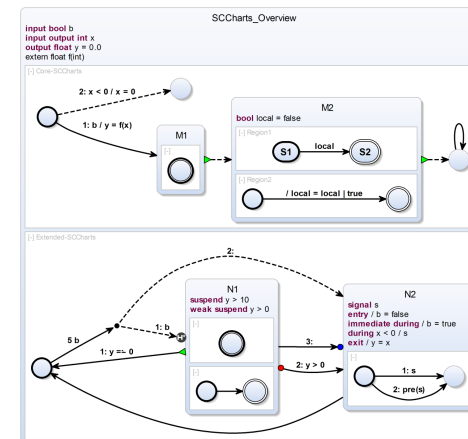 SCCharts_Overview
input bool b
input output int x
output float y = 0.0
extern float f(int)
[-] Core-SCCharts
2: x < 0 / x = 0
1: b / y = f(x)
M1
[-]
M2
bool local = false
[-] Region1
S1
local
S2
[-] Region2
/ local = local | true
[-] Extended-SCCharts
2:
5 b
1: b
1: y =-- 0
N1
suspend y > 10
weak suspend y > 0
[-]
[-]
3:
2: y > 0
N2
signal s
entry / b = false
immediate during / b = true
during x < 0 / s
exit / y = x
[-]
1: s
2: pre(s)